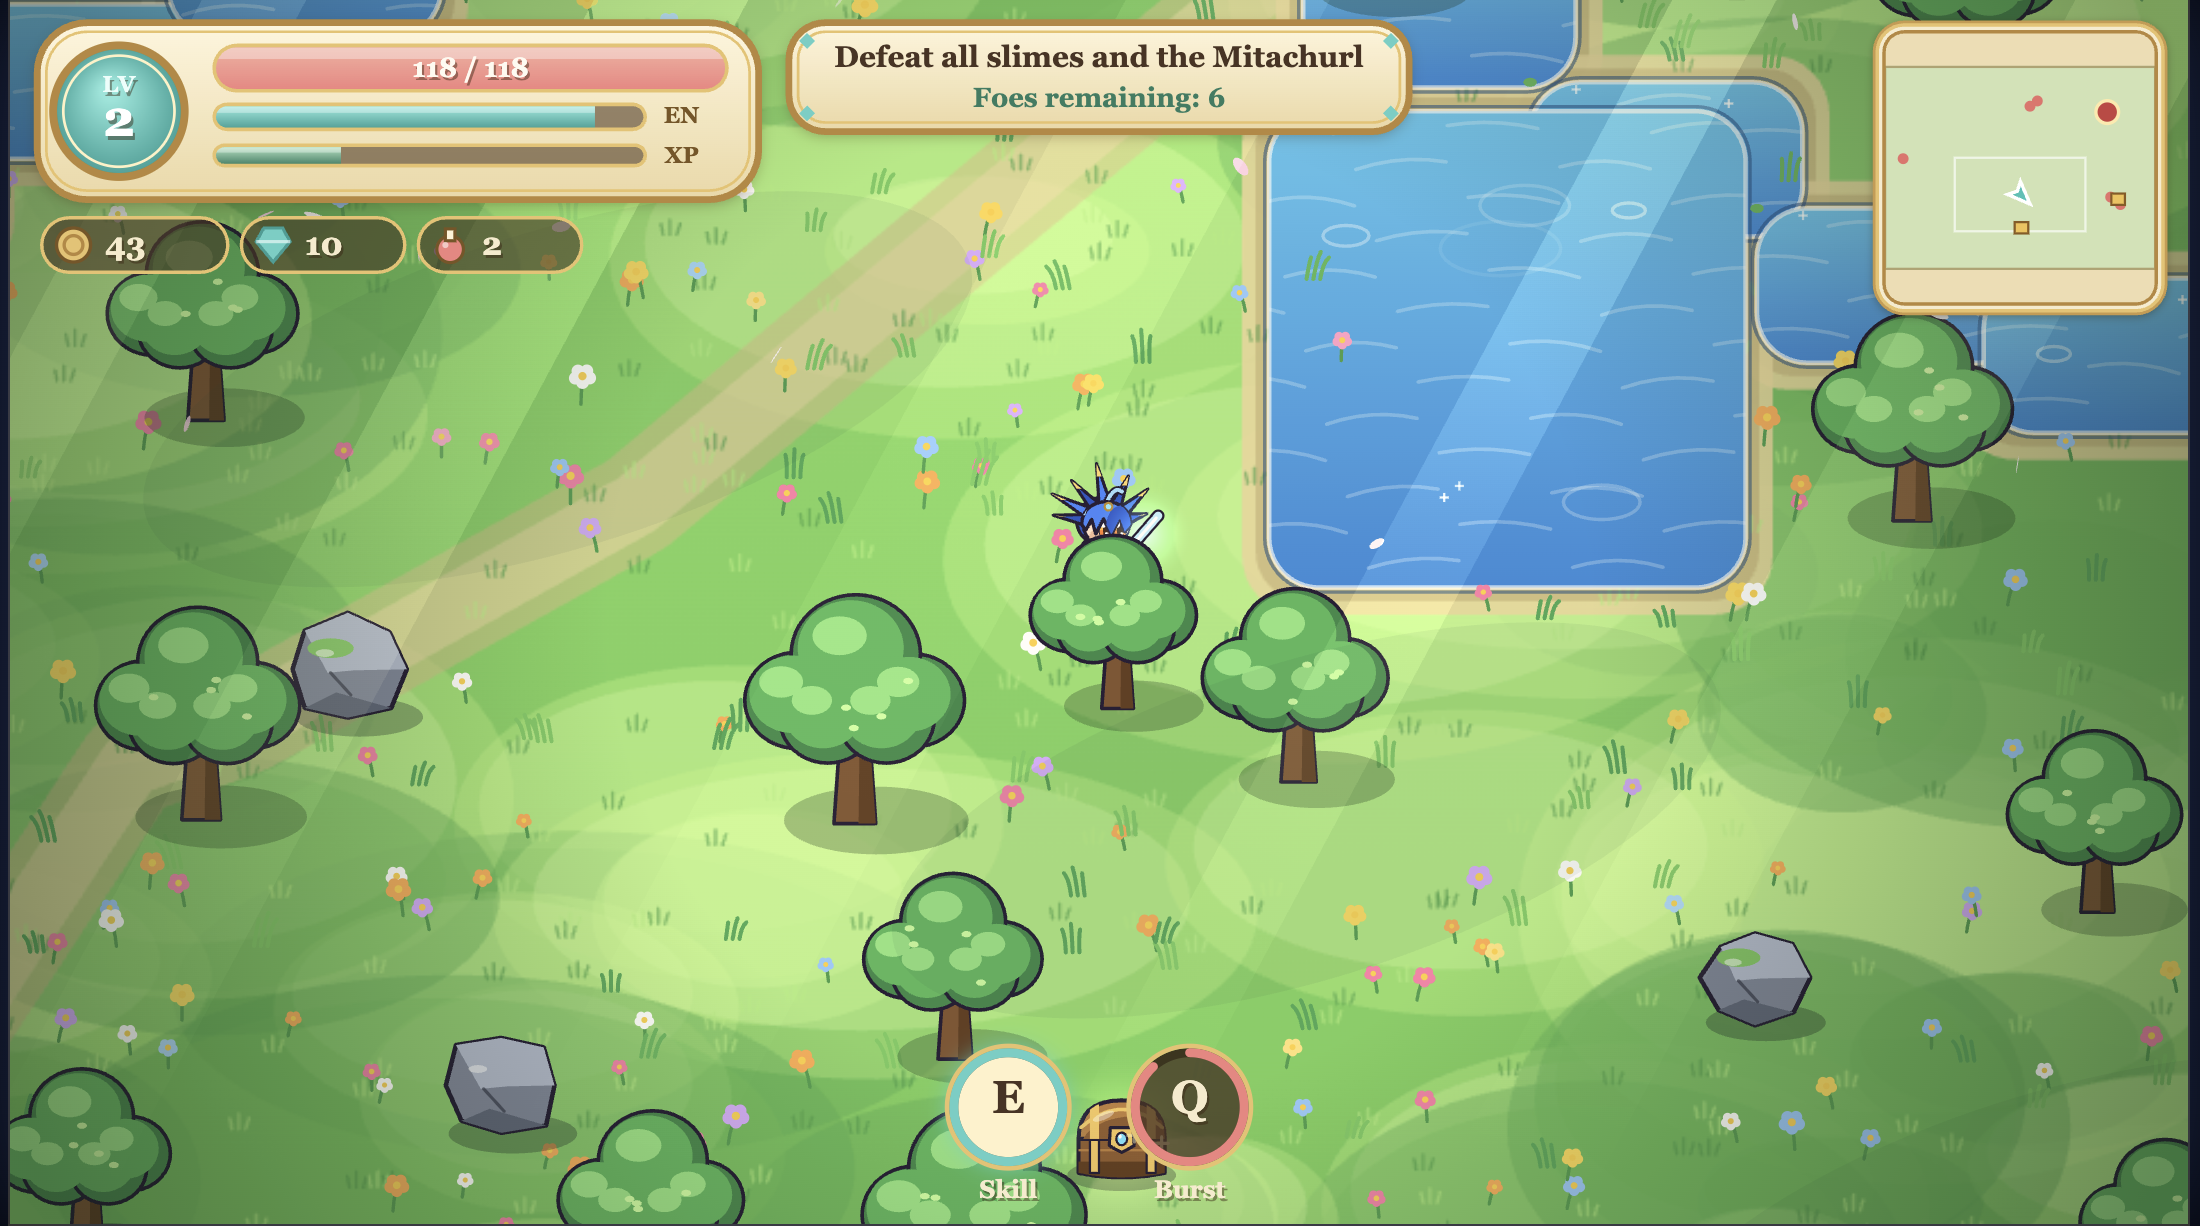 LV
2
118 / 118
EN
XP
43
10
2
Defeat all slimes and the Mitachurl
Foes remaining: 6
E
Skill
Q
Burst